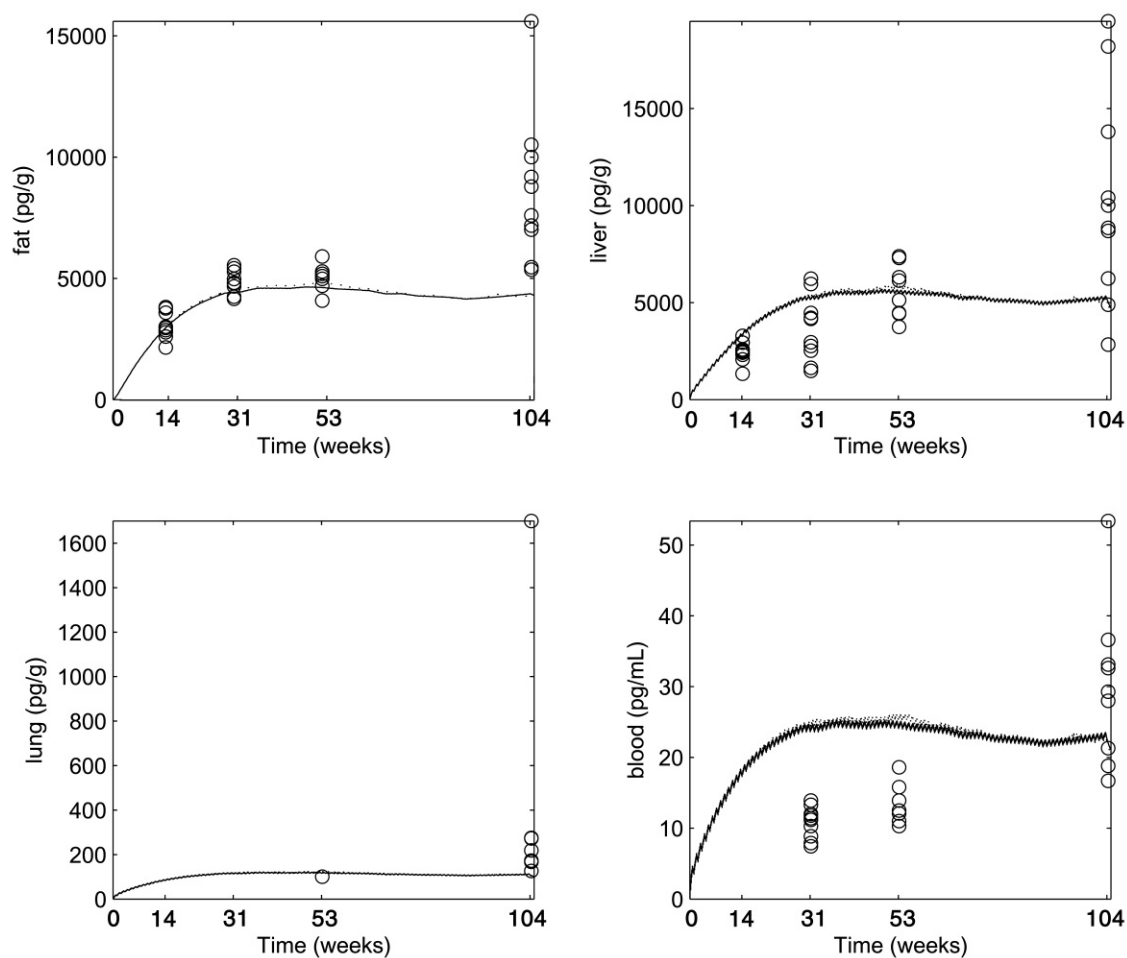 15000
10000
5000
0
fat (pg/g)
0 14 31 53 104
Time (weeks)
15000
10000
5000
0
liver (pg/g)
0 14 31 53 104
Time (weeks)
1600
1400
1200
1000
800
600
400
200
0
lung (pg/g)
0 14 31 53 104
Time (weeks)
50
40
30
20
10
0
blood (pg/mL)
0 14 31 53 104
Time (weeks)